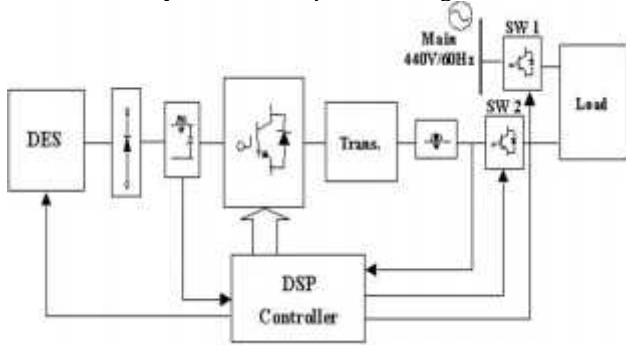 Main
440V/60Hz
SW 1
SW 2
Load
DES
Trans.
DSP
Controller